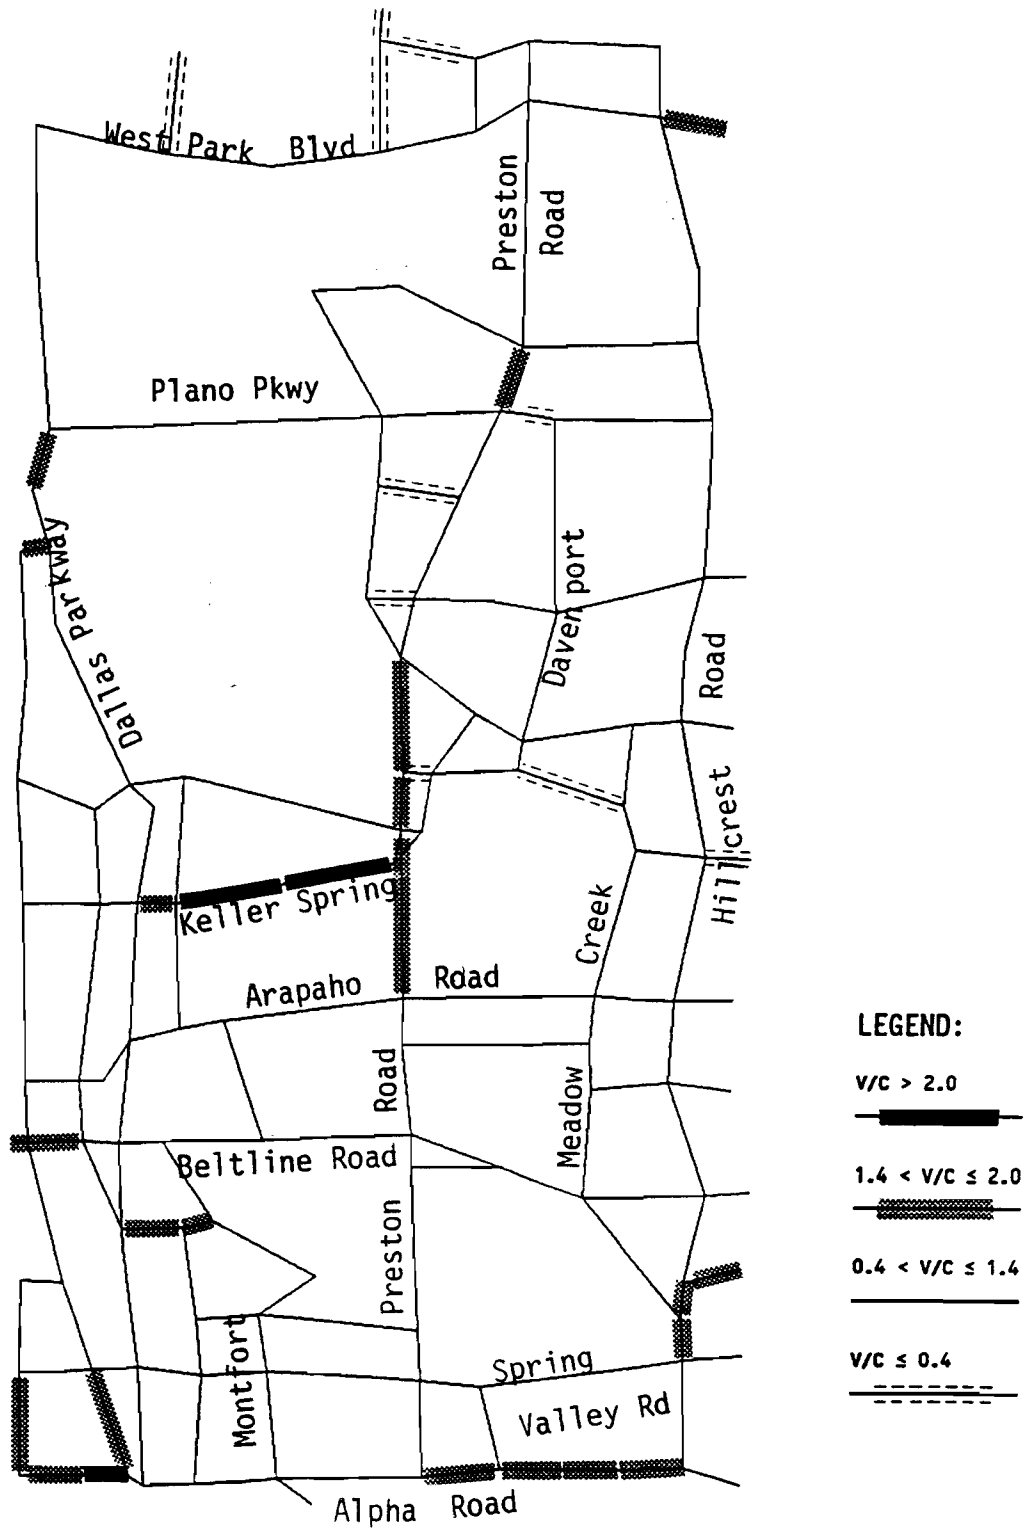 West Park Blvd
Preston
Road
Plano Pkwy
Dallas Parkway
Davenport
Road
Hillcrest
Keller Spring
Creek
Arapaho Road
Road
Meadow
Beltline Road
Preston
Montfort
Spring
Valley Rd
Alpha Road
LEGEND:
V/C > 2.0
1.4 < V/C ≤ 2.0
0.4 < V/C ≤ 1.4
V/C ≤ 0.4